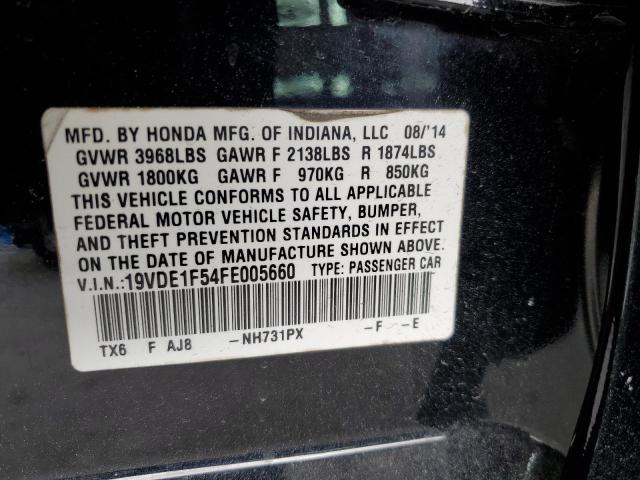 MFD. BY HONDA MFG. OF INDIANA, LLC 08/'14
GVWR 3968LBS GAWR F 2138LBS R 1874LBS
GVWR 1800KG GAWR F 970KG R 850KG
THIS VEHICLE CONFORMS TO ALL APPLICABLE
FEDERAL MOTOR VEHICLE SAFETY, BUMPER,
AND THEFT PREVENTION STANDARDS IN EFFECT
ON THE DATE OF MANUFACTURE SHOWN ABOVE.
V.I.N.:19VDE1F54FE005660 TYPE: PASSENGER CAR
TX6 F AJ8 -NH731PX -F -E